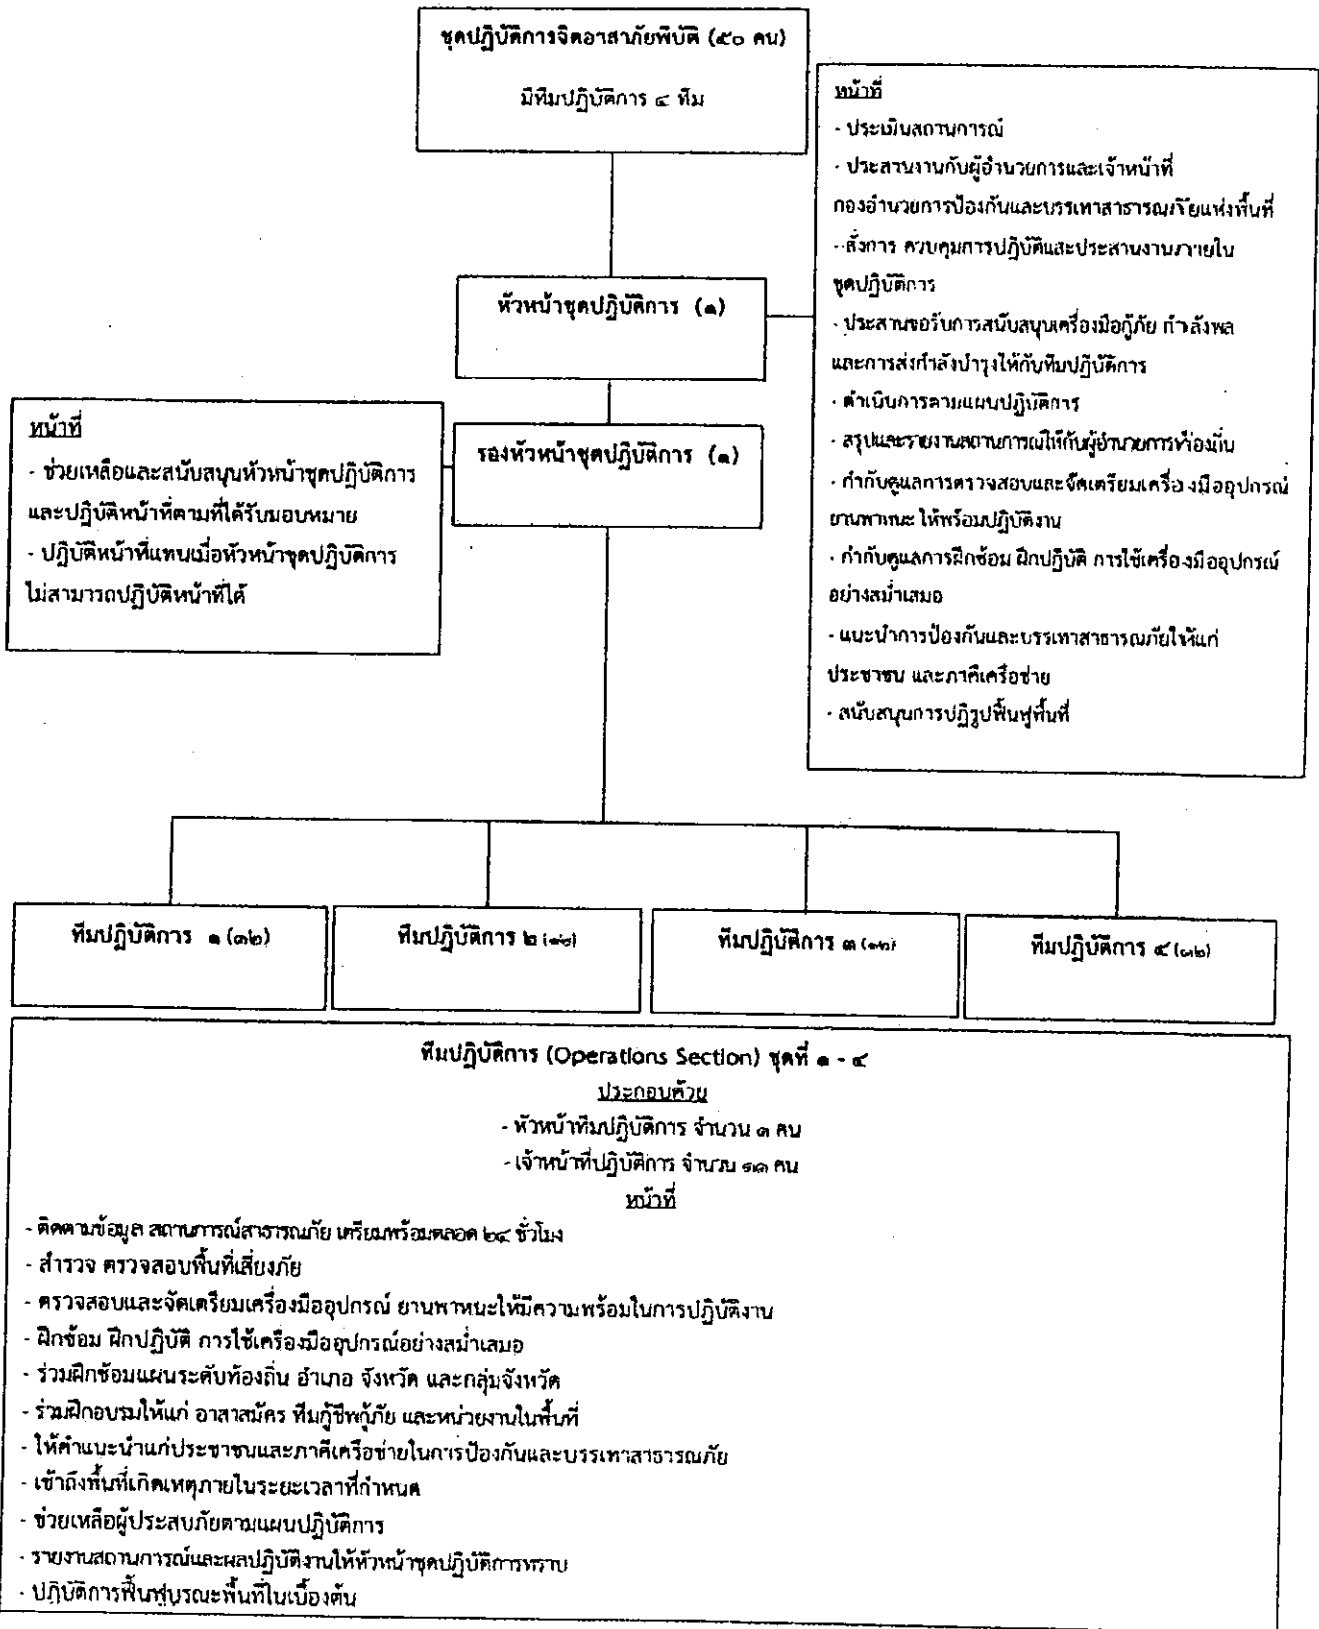 ชุดปฏิบัติการจิตอาสาภัยพิบัติ (๕๐ คน)
มีทีมปฏิบัติการ ๔ ทีม
หน้าที่
- ประเมินสถานการณ์
- ประสานงานกับผู้อำนวยการและเจ้าหน้าที่
กองอำนวยการป้องกันและบรรเทาสาธารณภัยแห่งพื้นที่
- สั่งการ ควบคุมการปฏิบัติและประสานงานภายใน
ชุดปฏิบัติการ
- ประสานขอรับการสนับสนุนเครื่องมือกู้ภัย กำลังพล
และการส่งกำลังบำรุงให้กับทีมปฏิบัติการ
- ดำเนินการตามแผนปฏิบัติการ
- สรุปและรายงานสถานการณ์ให้กับผู้อำนวยการท้องถิ่น
- กำกับดูแลการตรวจสอบและจัดเตรียมเครื่องมืออุปกรณ์
ยานพาหนะ ให้พร้อมปฏิบัติงาน
- กำกับดูแลการฝึกซ้อม ฝึกปฏิบัติ การใช้เครื่องมืออุปกรณ์
อย่างสม่ำเสมอ
- แนะนำการป้องกันและบรรเทาสาธารณภัยให้แก่
ประชาชน และภาคีเครือข่าย
- สนับสนุนการปฏิรูปฟื้นฟูพื้นที่
หัวหน้าชุดปฏิบัติการ (๑)
รองหัวหน้าชุดปฏิบัติการ (๑)
หน้าที่
- ช่วยเหลือและสนับสนุนหัวหน้าชุดปฏิบัติการ
และปฏิบัติหน้าที่ตามที่ได้รับมอบหมาย
- ปฏิบัติหน้าที่แทนเมื่อหัวหน้าชุดปฏิบัติการ
ไม่สามารถปฏิบัติหน้าที่ได้
ทีมปฏิบัติการ ๑ (๑๒)
ทีมปฏิบัติการ ๒ (๑๒)
ทีมปฏิบัติการ ๓ (๑๒)
ทีมปฏิบัติการ ๔ (๑๒)
ทีมปฏิบัติการ (Operations Section) ชุดที่ ๑ - ๔
ประกอบด้วย
- หัวหน้าทีมปฏิบัติการ จำนวน ๑ คน
- เจ้าหน้าที่ปฏิบัติการ จำนวน ๑๑ คน
หน้าที่
- ติดตามข้อมูล สถานการณ์สาธารณภัย เตรียมพร้อมตลอด ๒๔ ชั่วโมง
- สำรวจ ตรวจสอบพื้นที่เสี่ยงภัย
- ตรวจสอบและจัดเตรียมเครื่องมืออุปกรณ์ ยานพาหนะให้มีความพร้อมในการปฏิบัติงาน
- ฝึกซ้อม ฝึกปฏิบัติ การใช้เครื่องมืออุปกรณ์อย่างสม่ำเสมอ
- ร่วมฝึกซ้อมแผนระดับท้องถิ่น อำเภอ จังหวัด และกลุ่มจังหวัด
- ร่วมฝึกอบรมให้แก่ อาสาสมัคร ทีมกู้ชีพกู้ภัย และหน่วยงานในพื้นที่
- ให้คำแนะนำแก่ประชาชนและภาคีเครือข่ายในการป้องกันและบรรเทาสาธารณภัย
- เข้าถึงพื้นที่เกิดเหตุภายในระยะเวลาที่กำหนด
- ช่วยเหลือผู้ประสบภัยตามแผนปฏิบัติการ
- รายงานสถานการณ์และผลปฏิบัติงานให้หัวหน้าชุดปฏิบัติการทราบ
- ปฏิบัติการฟื้นฟูบูรณะพื้นที่ในเบื้องต้น